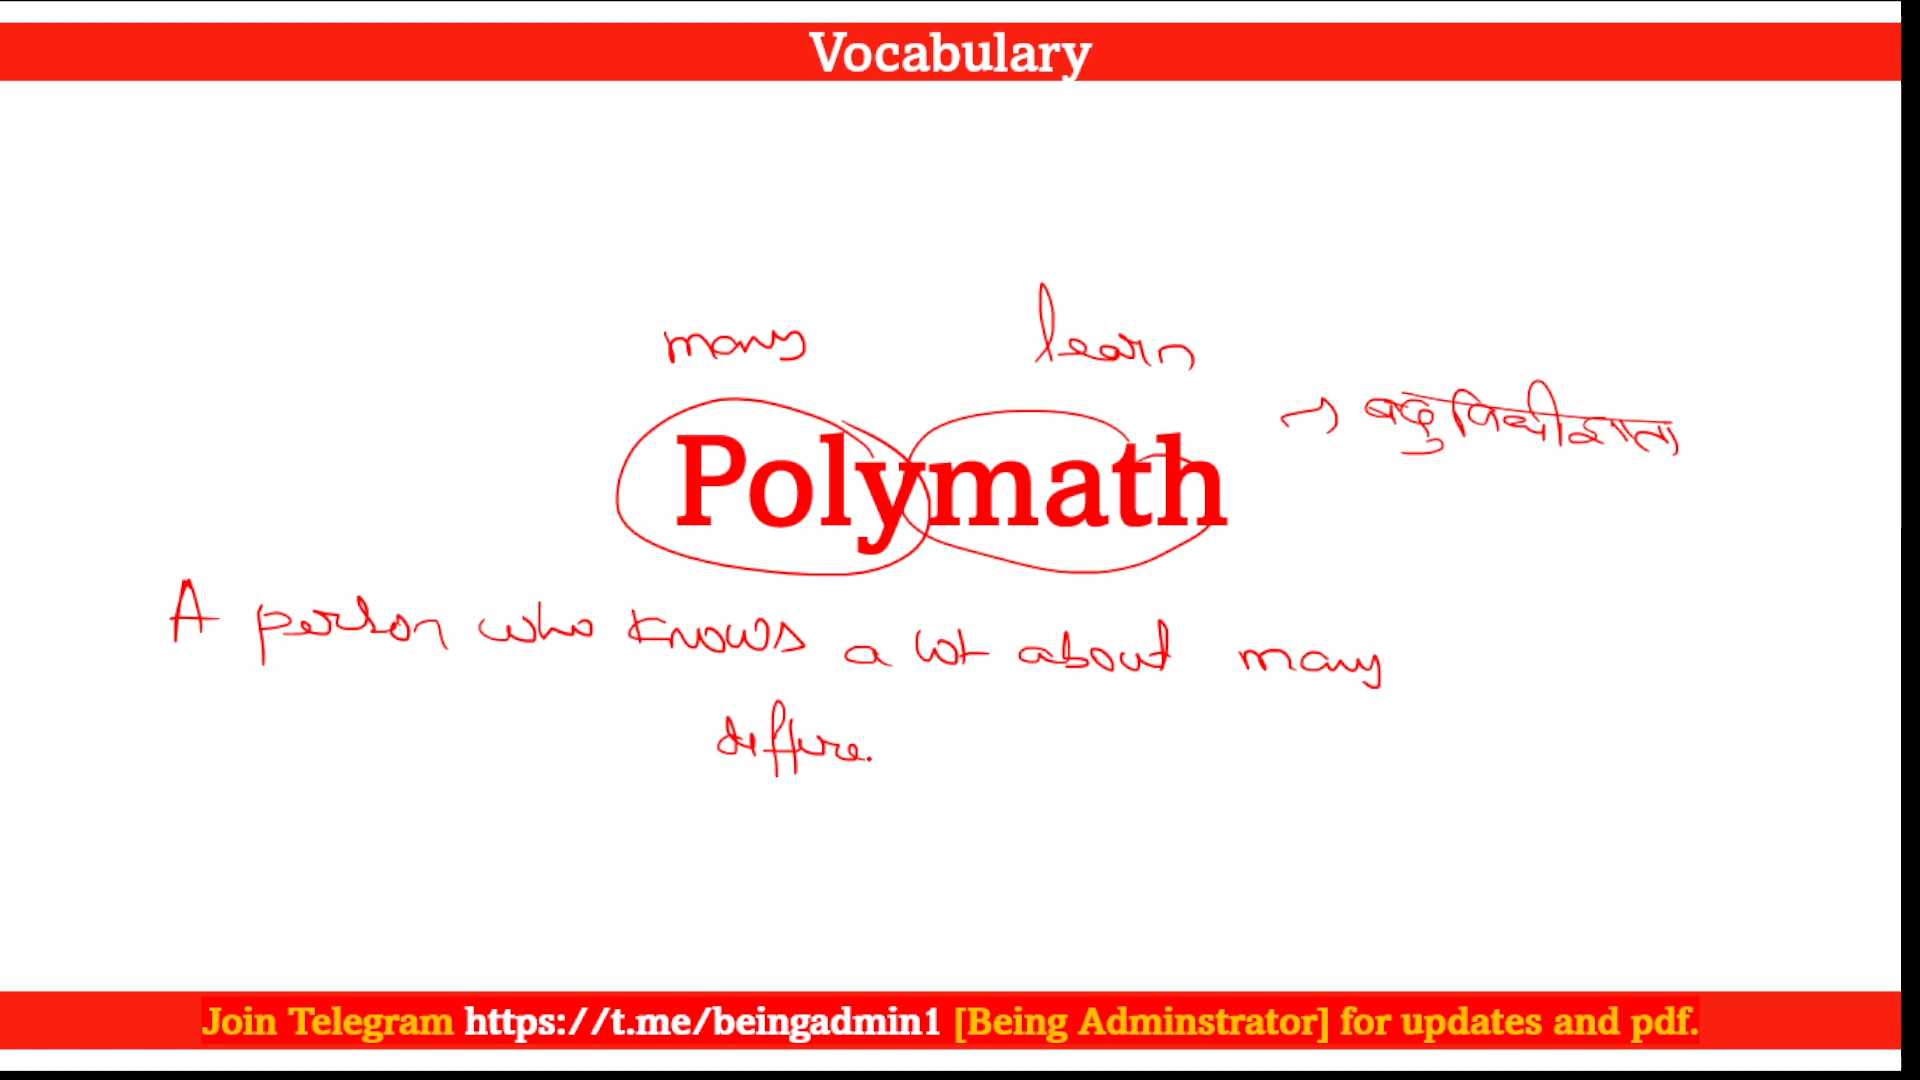 Vocabulary
many learn
→ बहुविधीज्ञाता
Polymath
A person who knows a lot about many
differe.
Join Telegram https://t.me/beingadmin1 [Being Adminstrator] for updates and pdf.